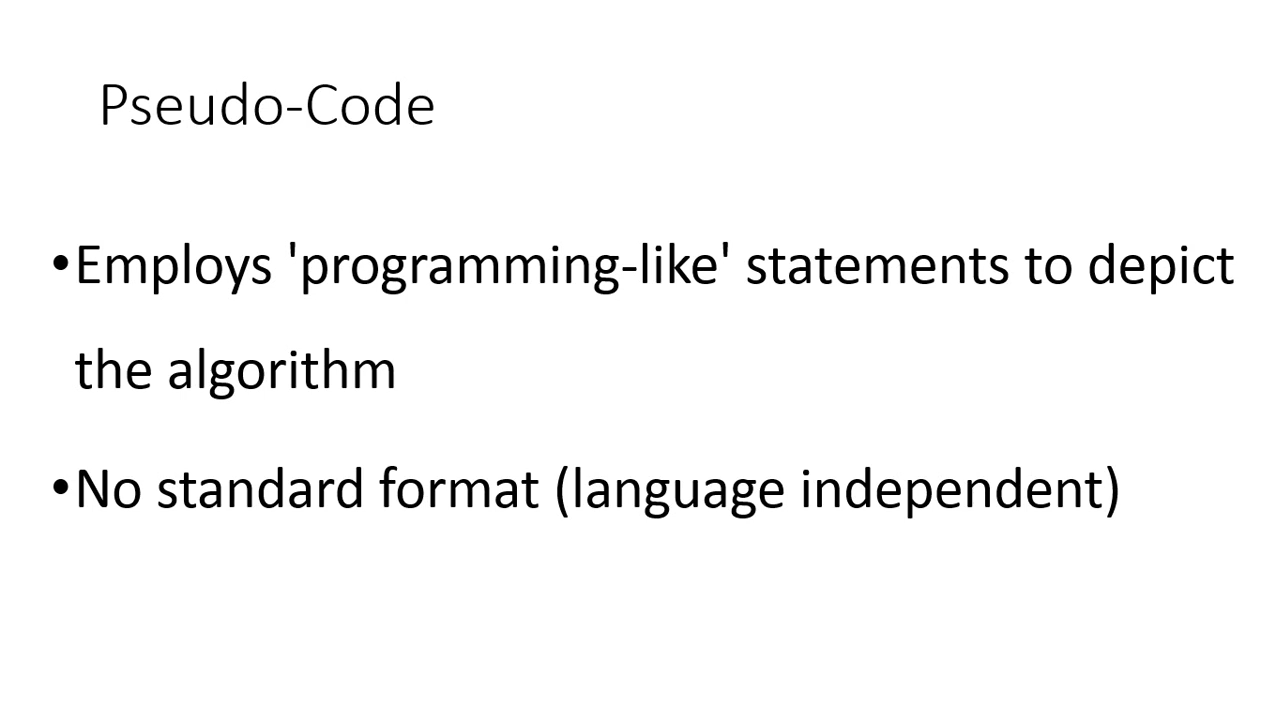 Pseudo-Code
•Employs 'programming-like' statements to depict
the algorithm
•No standard format (language independent)